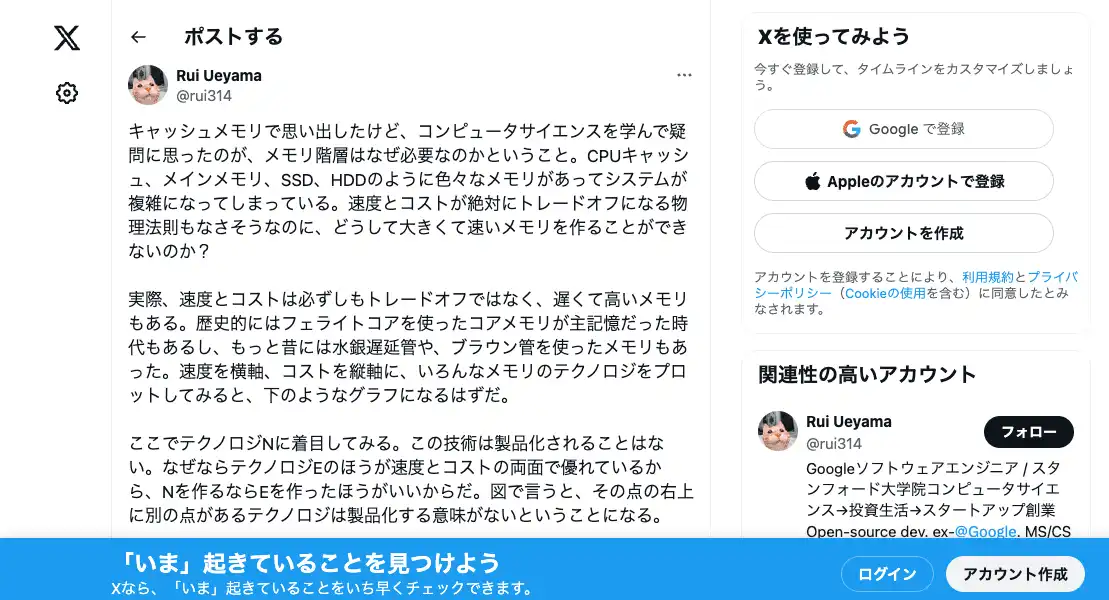 ポストする
Rui Ueyama
@rui314
キャッシュメモリで思い出したけど、コンピュータサイエンスを学んで疑
問に思ったのが、メモリ階層はなぜ必要なのかということ。CPUキャッシ
ュ、メインメモリ、SSD、HDDのように色々なメモリがあってシステムが
複雑になってしまっている。速度とコストが絶対にトレードオフになる物
理法則もなさそうなのに、どうして大きくて速いメモリを作ることができ
ないのか？
実際、速度とコストは必ずしもトレードオフではなく、遅くて高いメモリ
もある。歴史的にはフェライトコアを使ったコアメモリが主記憶だった時
代もあるし、もっと昔には水銀遅延管や、ブラウン管を使ったメモリもあ
った。速度を横軸、コストを縦軸に、いろんなメモリのテクノロジをプロ
ットしてみると、下のようなグラフになるはずだ。
ここでテクノロジNに着目してみる。この技術は製品化されることはな
い。なぜならテクノロジEのほうが速度とコストの両面で優れているか
ら、Nを作るならEを作ったほうがいいからだ。図で言うと、その点の右上
に別の点があるテクノロジは製品化する意味がないということになる。
Xを使ってみよう
今すぐ登録して、タイムラインをカスタマイズしましょ
う。
Google で登録
Appleのアカウントで登録
アカウントを作成
アカウントを登録することにより、利用規約とプライバ
シーポリシー（Cookieの使用を含む）に同意したとみ
なされます。
関連性の高いアカウント
Rui Ueyama
@rui314
フォロー
Googleソフトウェアエンジニア / スタ
ンフォード大学院コンピュータサイエ
ンス→投資生活→スタートアップ創業
Open-source dev. ex-@Google. MS/CS
「いま」起きていることを見つけよう
Xなら、「いま」起きていることをいち早くチェックできます。
ログイン
アカウント作成